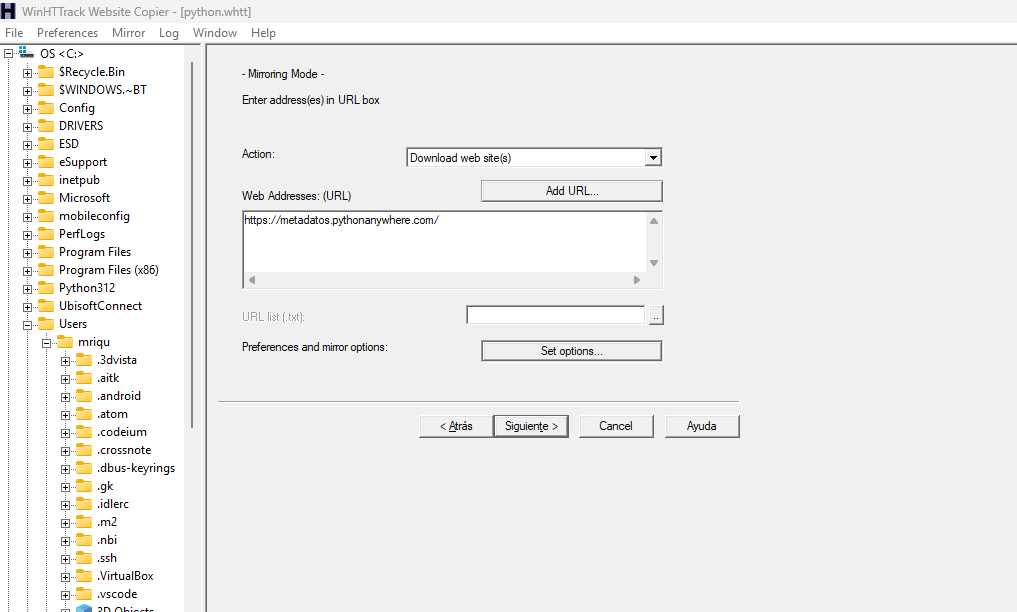 WinHTTrack Website Copier - [python.whtt]
File Preferences Mirror Log Window Help
OS <C:>
$Recycle.Bin
$WINDOWS.~BT
Config
DRIVERS
ESD
eSupport
inetpub
Microsoft
mobileconfig
PerfLogs
Program Files
Program Files (x86)
Python312
UbisoftConnect
Users
mriqu
.3dvista
.aitk
.android
.atom
.codeium
.crossnote
.dbus-keyrings
.gk
.idlerc
.m2
.nbi
.ssh
.VirtualBox
.vscode
3D Objects
- Mirroring Mode -
Enter address(es) in URL box
Action:
Download web site(s)
Web Addresses: (URL)
Add URL...
https://metadatos.pythonanywhere.com/
URL list (.txt):
..
Preferences and mirror options:
Set options...
< Atrás
Siguiente >
Cancel
Ayuda